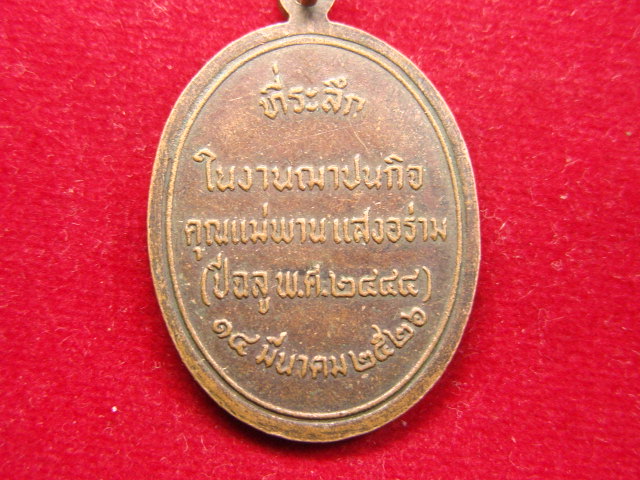 ที่ระลึก
ในงานฌาปนกิจ
คุณแม่พาน แสงอร่าม
(ปีฉลู พ.ศ.๒๔๔๔)
๑๔ มีนาคม ๒๕๒๖